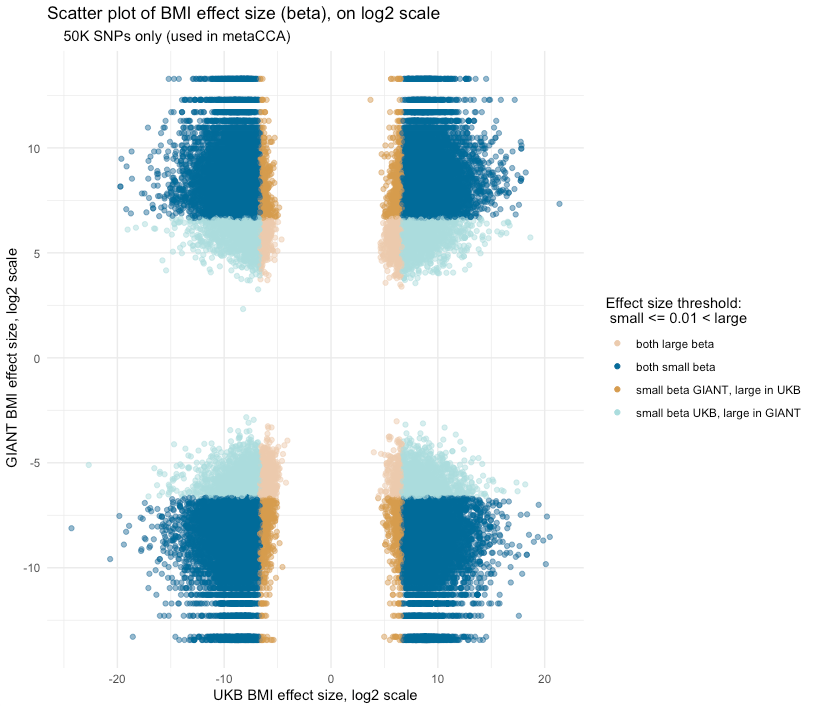 Scatter plot of BMI effect size (beta), on log2 scale
50K SNPs only (used in metaCCA)
GIANT BMI effect size, log2 scale
10
5
0
-5
-10
-20
-10
0
10
20
UKB BMI effect size, log2 scale
Effect size threshold:
small <= 0.01 < large
both large beta
both small beta
small beta GIANT, large in UKB
small beta UKB, large in GIANT